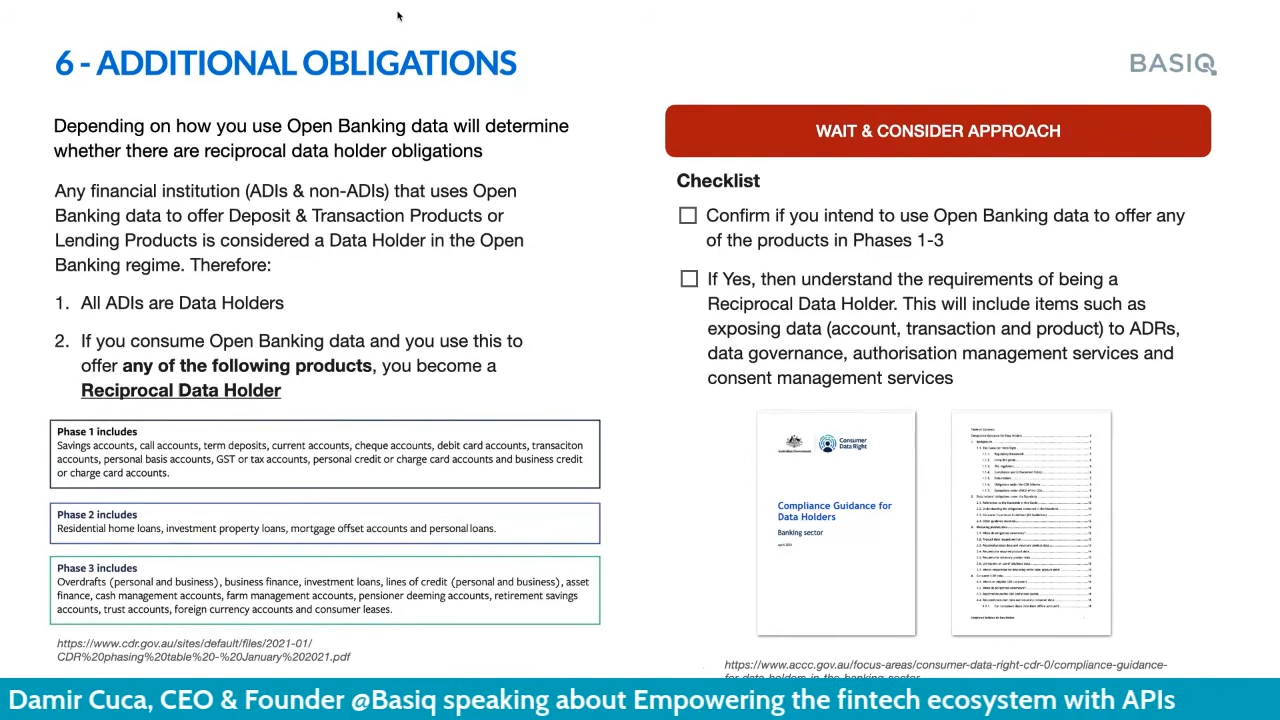 6 - ADDITIONAL OBLIGATIONS
BASIQ
Depending on how you use Open Banking data will determine
whether there are reciprocal data holder obligations
Any financial institution (ADIs & non-ADIs) that uses Open
Banking data to offer Deposit & Transaction Products or
Lending Products is considered a Data Holder in the Open
Banking regime. Therefore:
1. All ADIs are Data Holders
2. If you consume Open Banking data and you use this to
offer any of the following products, you become a
Reciprocal Data Holder
Phase 1 includes
Savings accounts, call accounts, term deposits, current accounts, cheque accounts, debit card accounts, transaciton
accounts, personal basis accounts, GST or tax accounts, personal credit or charge card accounts and business credit
or charge card accounts.
Phase 2 includes
Residential home loans, investment property loans, mortgage offset accounts and personal loans.
Phase 3 includes
Overdrafts (personal and business), business finance, investment loans, lines of credit (personal and business), asset
finance, cash management accounts, farm management accounts, pensioner deeming accounts, retirement savings
accounts, trust accounts, foreign currency accounts and consumer leases.
https://www.cdr.gov.au/sites/default/files/2021-01/
CDR%20phasing%20table%20-%20January%202021.pdf
WAIT & CONSIDER APPROACH
Checklist
Confirm if you intend to use Open Banking data to offer any
of the products in Phases 1-3
If Yes, then understand the requirements of being a
Reciprocal Data Holder. This will include items such as
exposing data (account, transaction and product) to ADRs,
data governance, authorisation management services and
consent management services
Australian Government
Consumer
Data Right
Compliance Guidance for
Data Holders
Banking sector
April 2021
Table of Contents
https://www.accc.gov.au/focus-areas/consumer-data-right-cdr-0/compliance-guidance-
for-data-holders-in-the-banking-sector
Damir Cuca, CEO & Founder @Basiq speaking about Empowering the fintech ecosystem with APIs